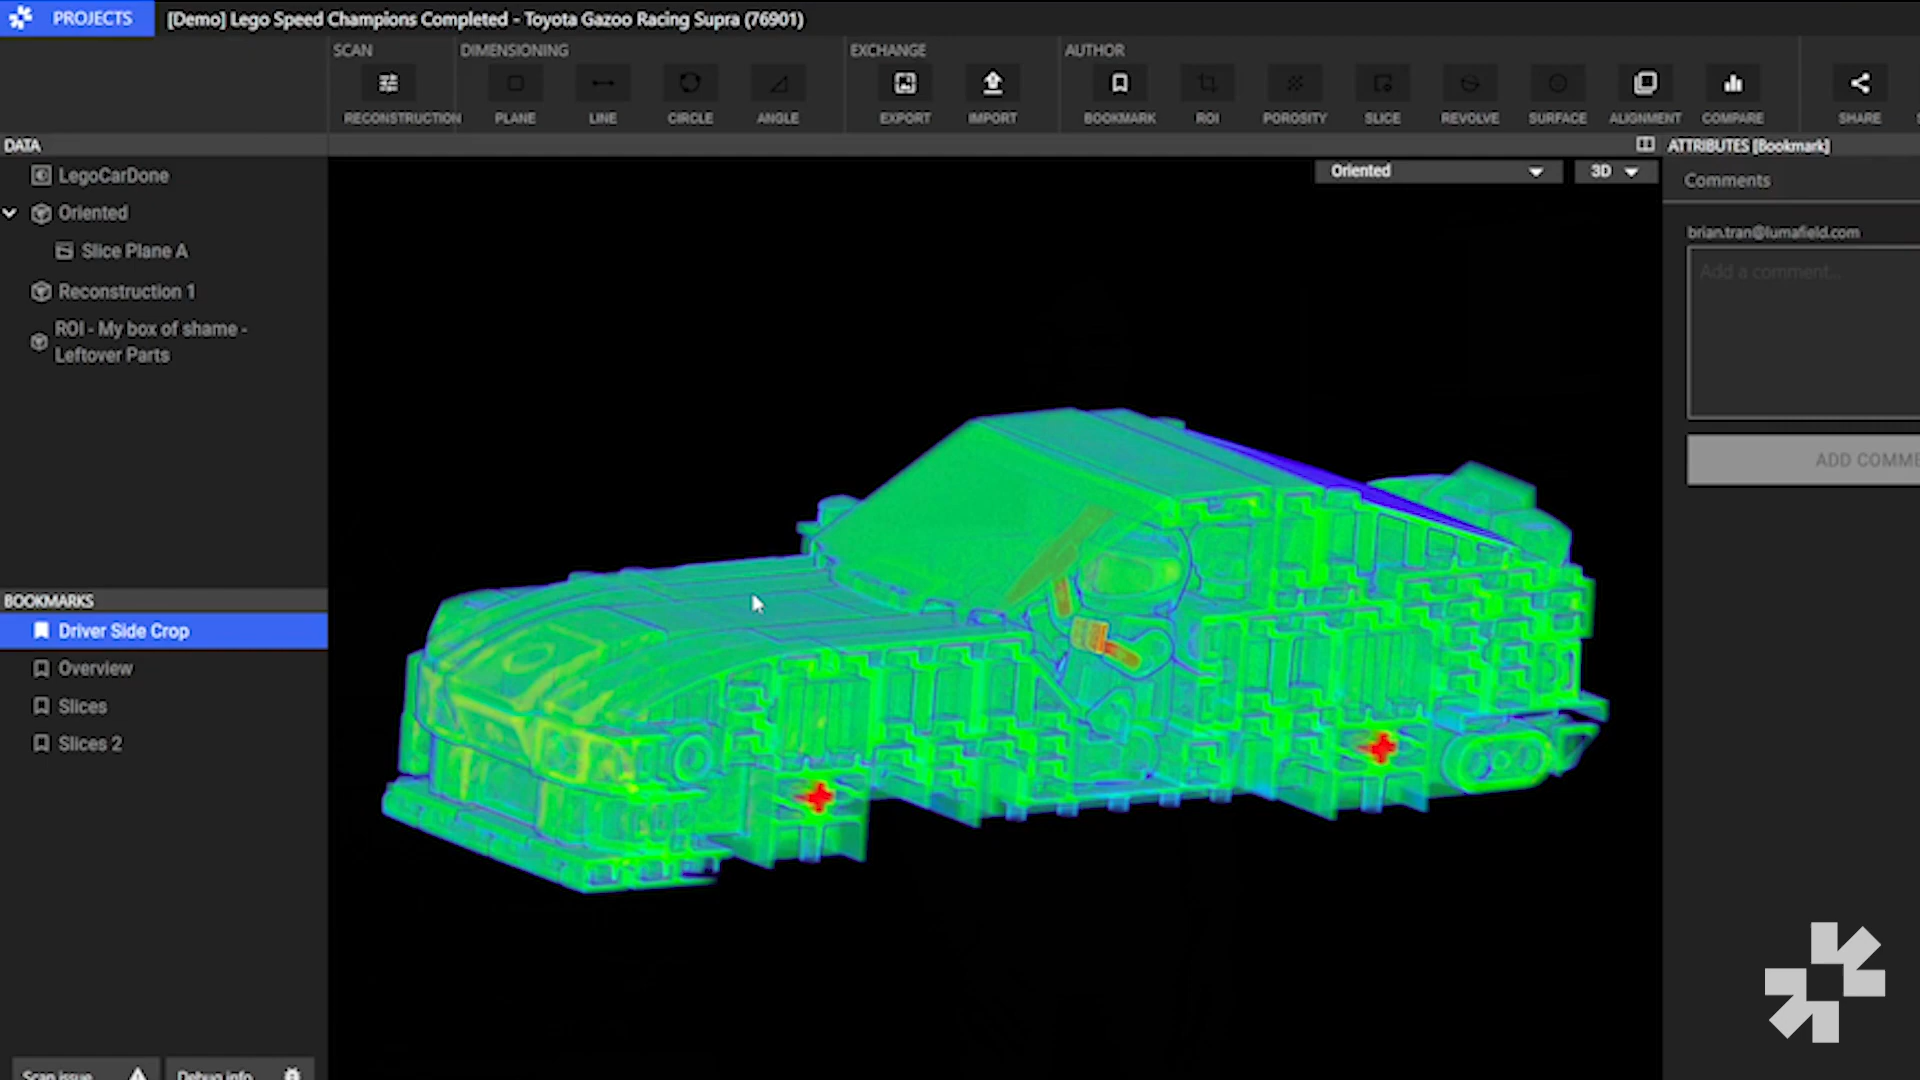 PROJECTS
[Demo] Lego Speed Champions Completed - Toyota Gazoo Racing Supra (76901)
SCAN
DIMENSIONING
EXCHANGE
AUTHOR
RECONSTRUCTION
PLANE
LINE
CIRCLE
ANGLE
EXPORT
IMPORT
BOOKMARK
ROI
POROSITY
SLICE
REVOLVE
SURFACE
ALIGNMENT
COMPARE
SHARE
DATA
LegoCarDone
Oriented
Slice Plane A
Reconstruction 1
ROI - My box of shame -
Leftover Parts
BOOKMARKS
Driver Side Crop
Overview
Slices
Slices 2
Scan issue
Debug info
Oriented
3D
ATTRIBUTES [Bookmark]
Comments
brian.tran@lumafield.com
Add a comment...
ADD COMME